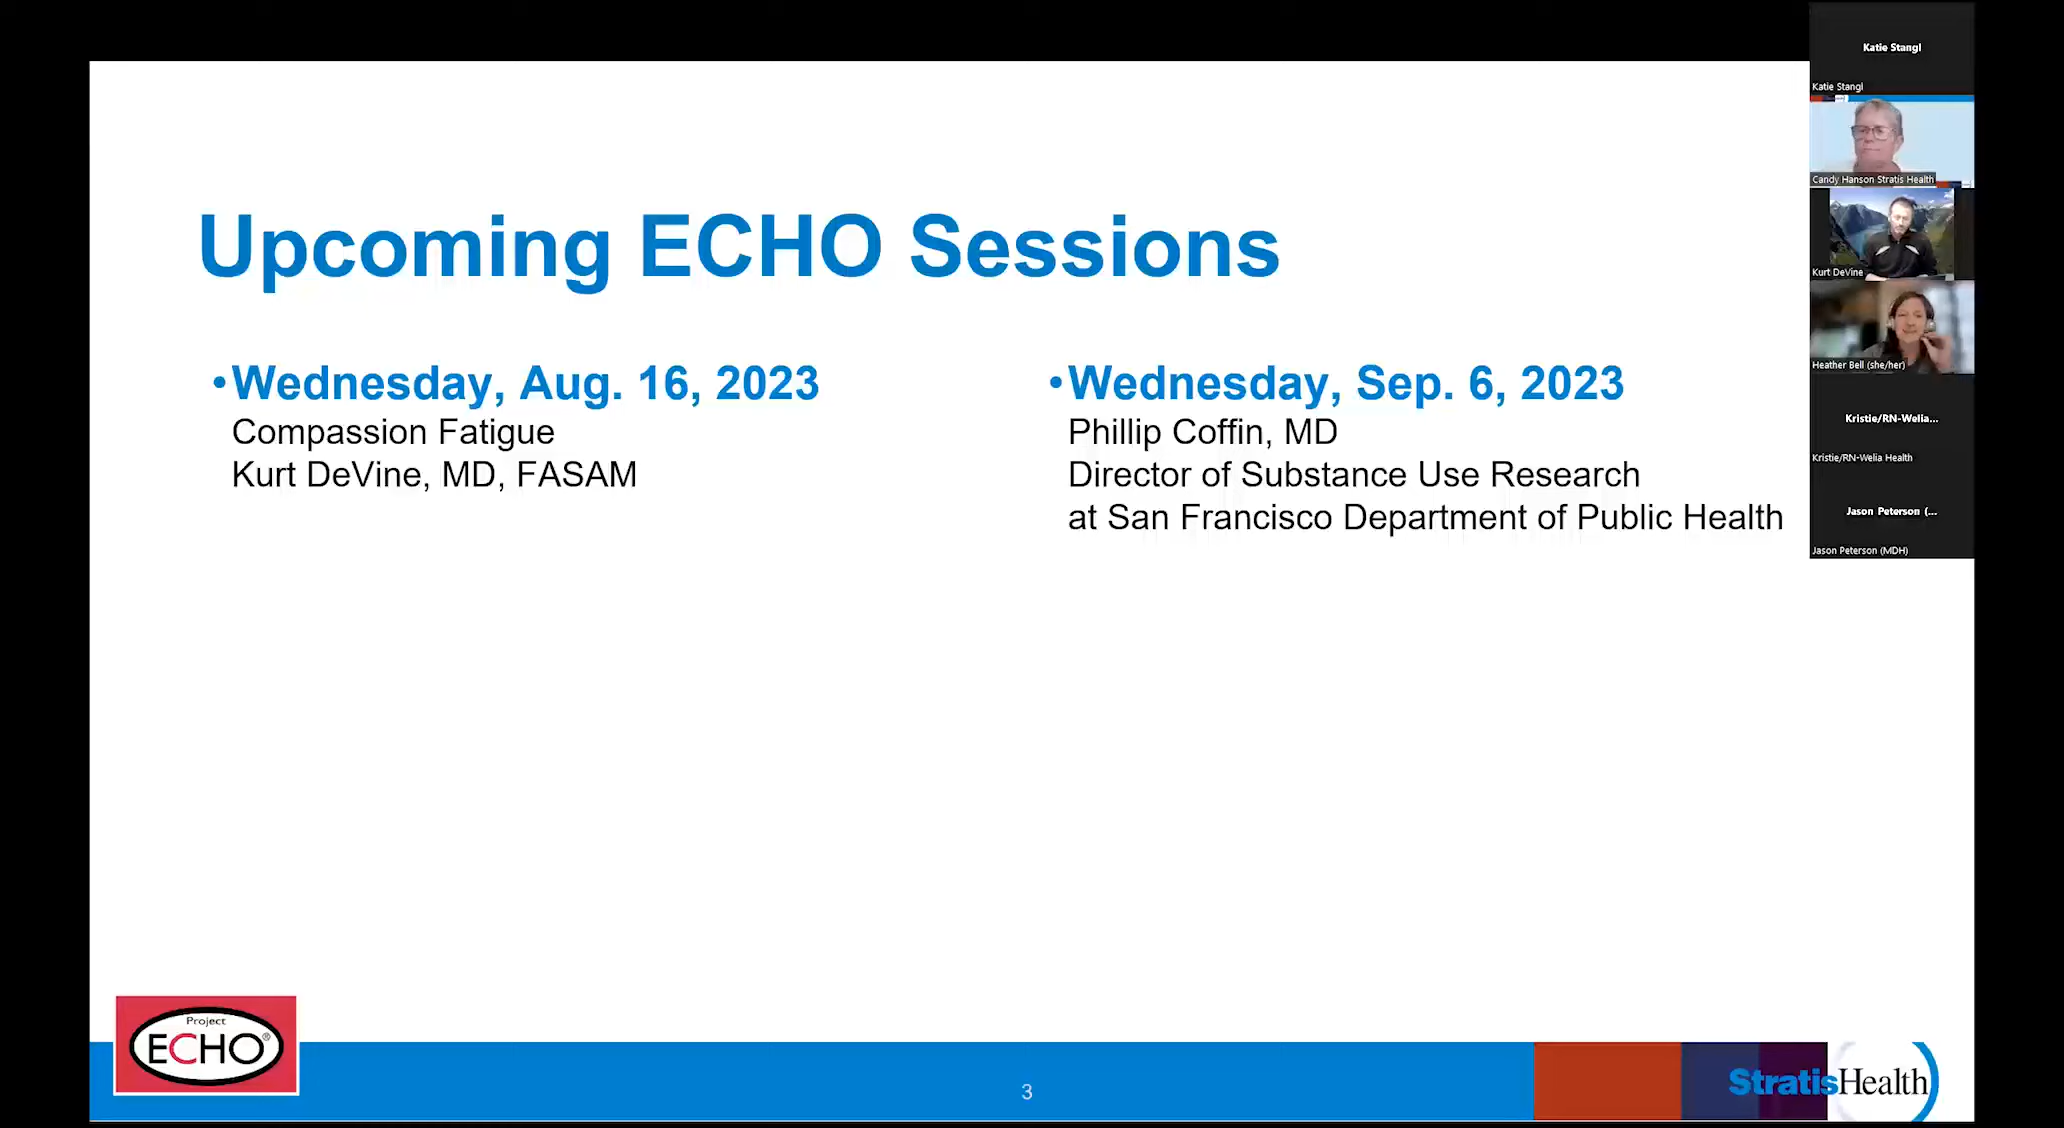 Upcoming ECHO Sessions
•Wednesday, Aug. 16, 2023
Compassion Fatigue
Kurt DeVine, MD, FASAM
•Wednesday, Sep. 6, 2023
Phillip Coffin, MD
Director of Substance Use Research
at San Francisco Department of Public Health
Katie Stangl
Katie Stangl
Candy Hanson Stratis Health
Kurt DeVine
Heather Bell (she/her)
Kristie/RN-Welia...
Kristie/RN-Welia Health
Jason Peterson (...
Jason Peterson (MDH)
Project
ECHO®
3
StratisHealth